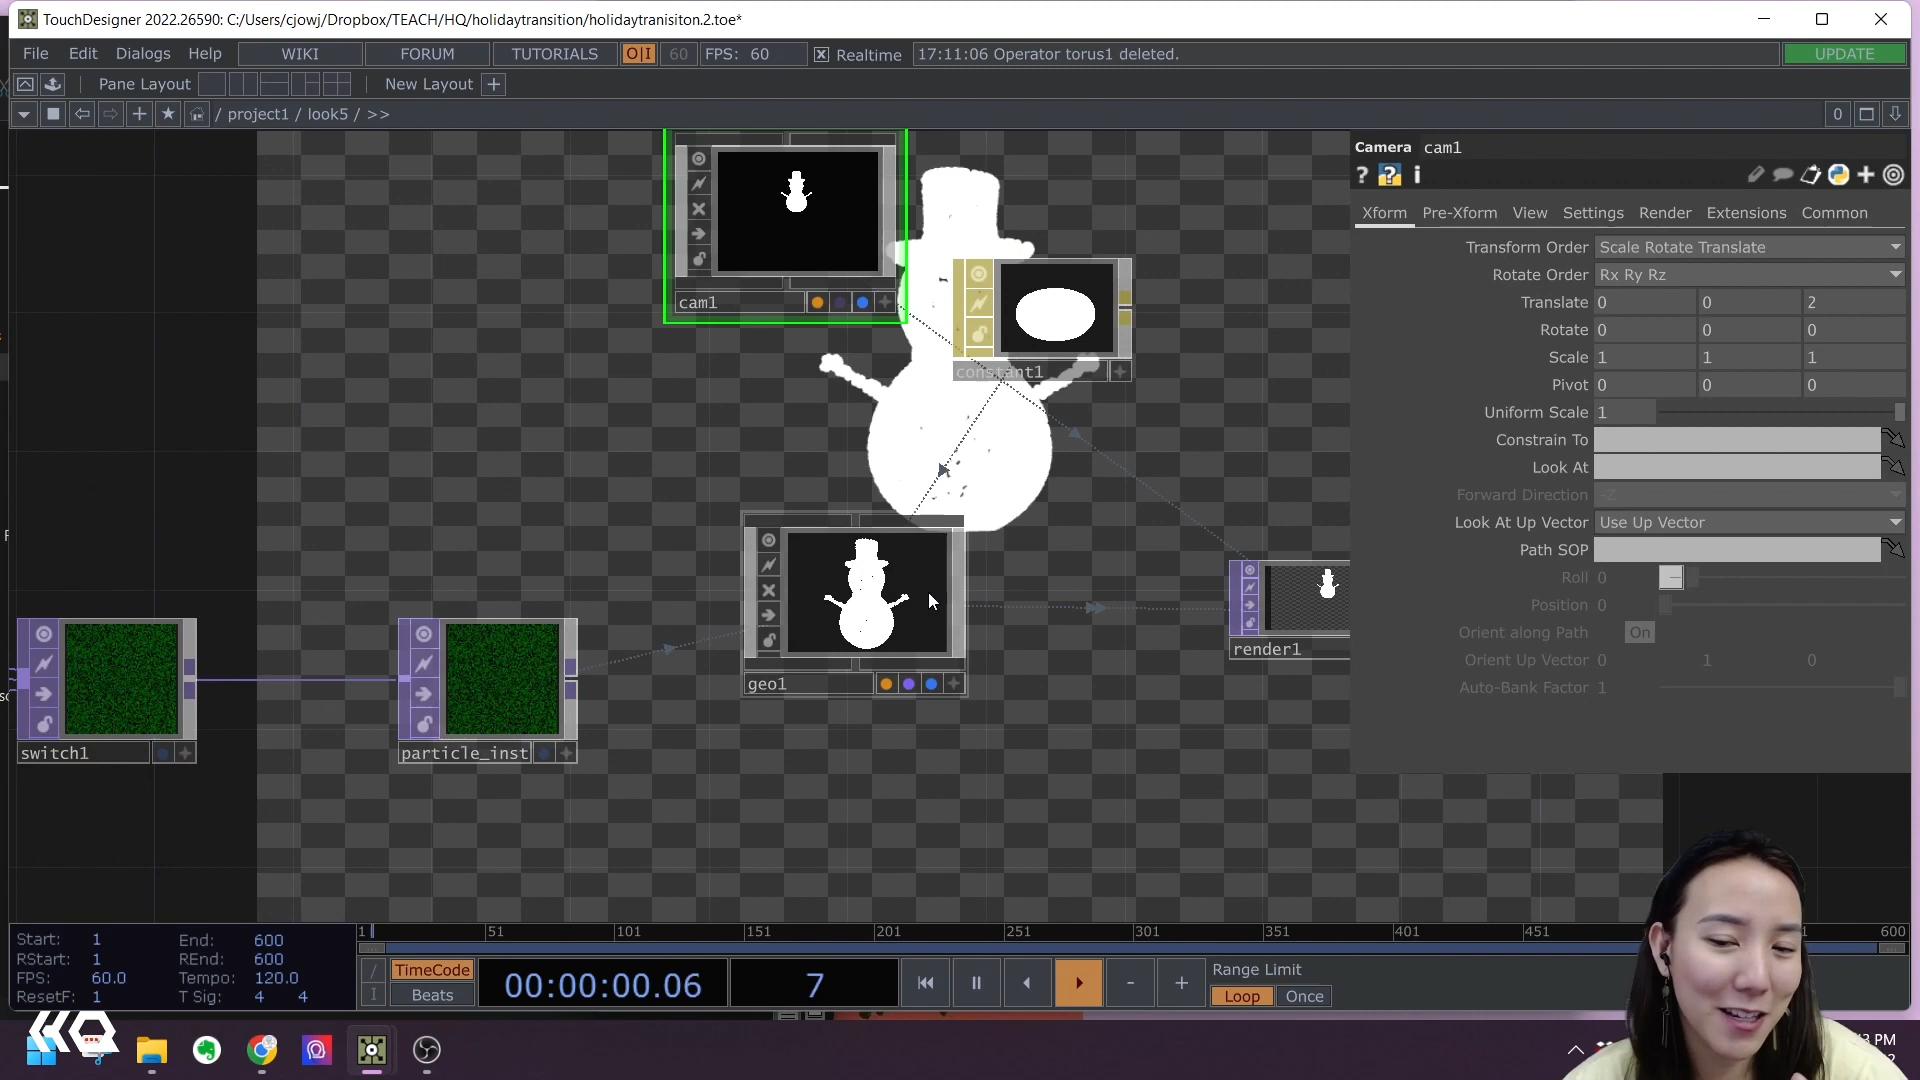 TouchDesigner 2022.26590: C:/Users/cjowj/Dropbox/TEACH/HQ/holidaytransition/holidaytranisiton.2.toe*
File Edit Dialogs Help WIKI FORUM TUTORIALS O|I 60 FPS: 60 Realtime 17:11:06 Operator torus1 deleted. UPDATE
Pane Layout New Layout +
/ project1 / look5 / >> 0
Camera cam1
? ? i
Xform Pre-Xform View Settings Render Extensions Common
Transform Order Scale Rotate Translate
Rotate Order Rx Ry Rz
Translate 0 0 2
Rotate 0 0 0
Scale 1 1 1
Pivot 0 0 0
Uniform Scale 1
Constrain To
Look At
Forward Direction -Z
Look At Up Vector Use Up Vector
Path SOP
Roll 0
Position 0
Orient along Path On
Orient Up Vector 0 1 0
Auto-Bank Factor 1
cam1
constant1
render1
geo1
switch1
particle_inst
1 51 101 151 201 251 301 351 401 451 600
Start: 1 End: 600
RStart: 1 REnd: 600
FPS: 60.0 Tempo: 120.0
ResetF: 1 T Sig: 4 4
TimeCode
Beats
00:00:00.06
7
- +
Range Limit
Loop Once
HQ
3 PM